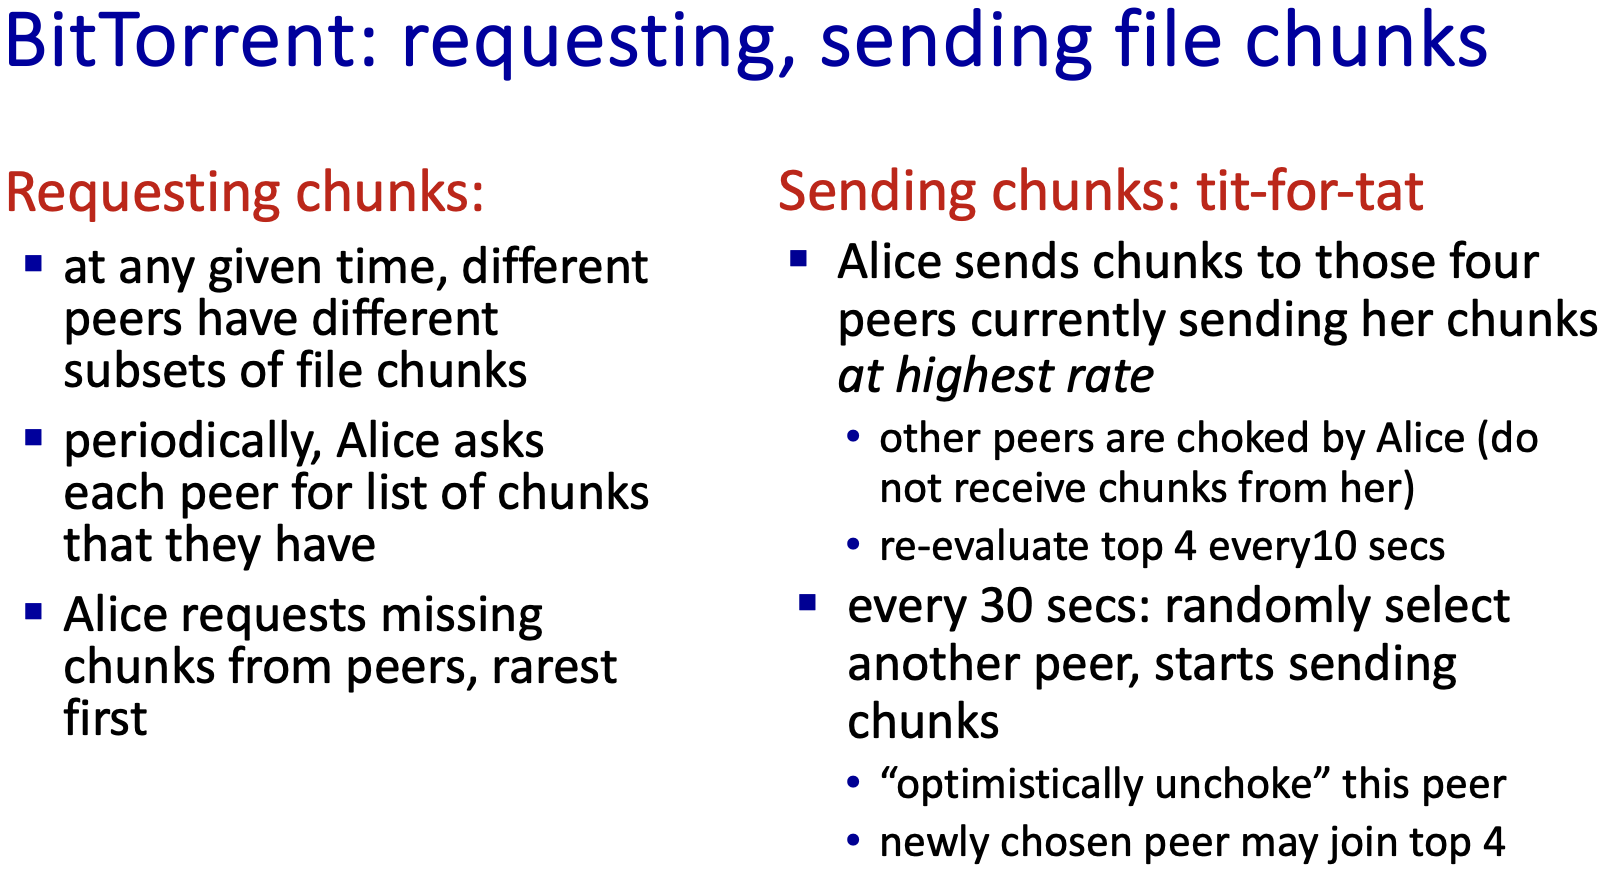 BitTorrent: requesting, sending file chunks
Requesting chunks:
▪ at any given time, different
peers have different
subsets of file chunks
▪ periodically, Alice asks
each peer for list of chunks
that they have
▪ Alice requests missing
chunks from peers, rarest
first
Sending chunks: tit-for-tat
▪ Alice sends chunks to those four
peers currently sending her chunks
at highest rate
• other peers are choked by Alice (do
not receive chunks from her)
• re-evaluate top 4 every10 secs
▪ every 30 secs: randomly select
another peer, starts sending
chunks
• “optimistically unchoke” this peer
• newly chosen peer may join top 4